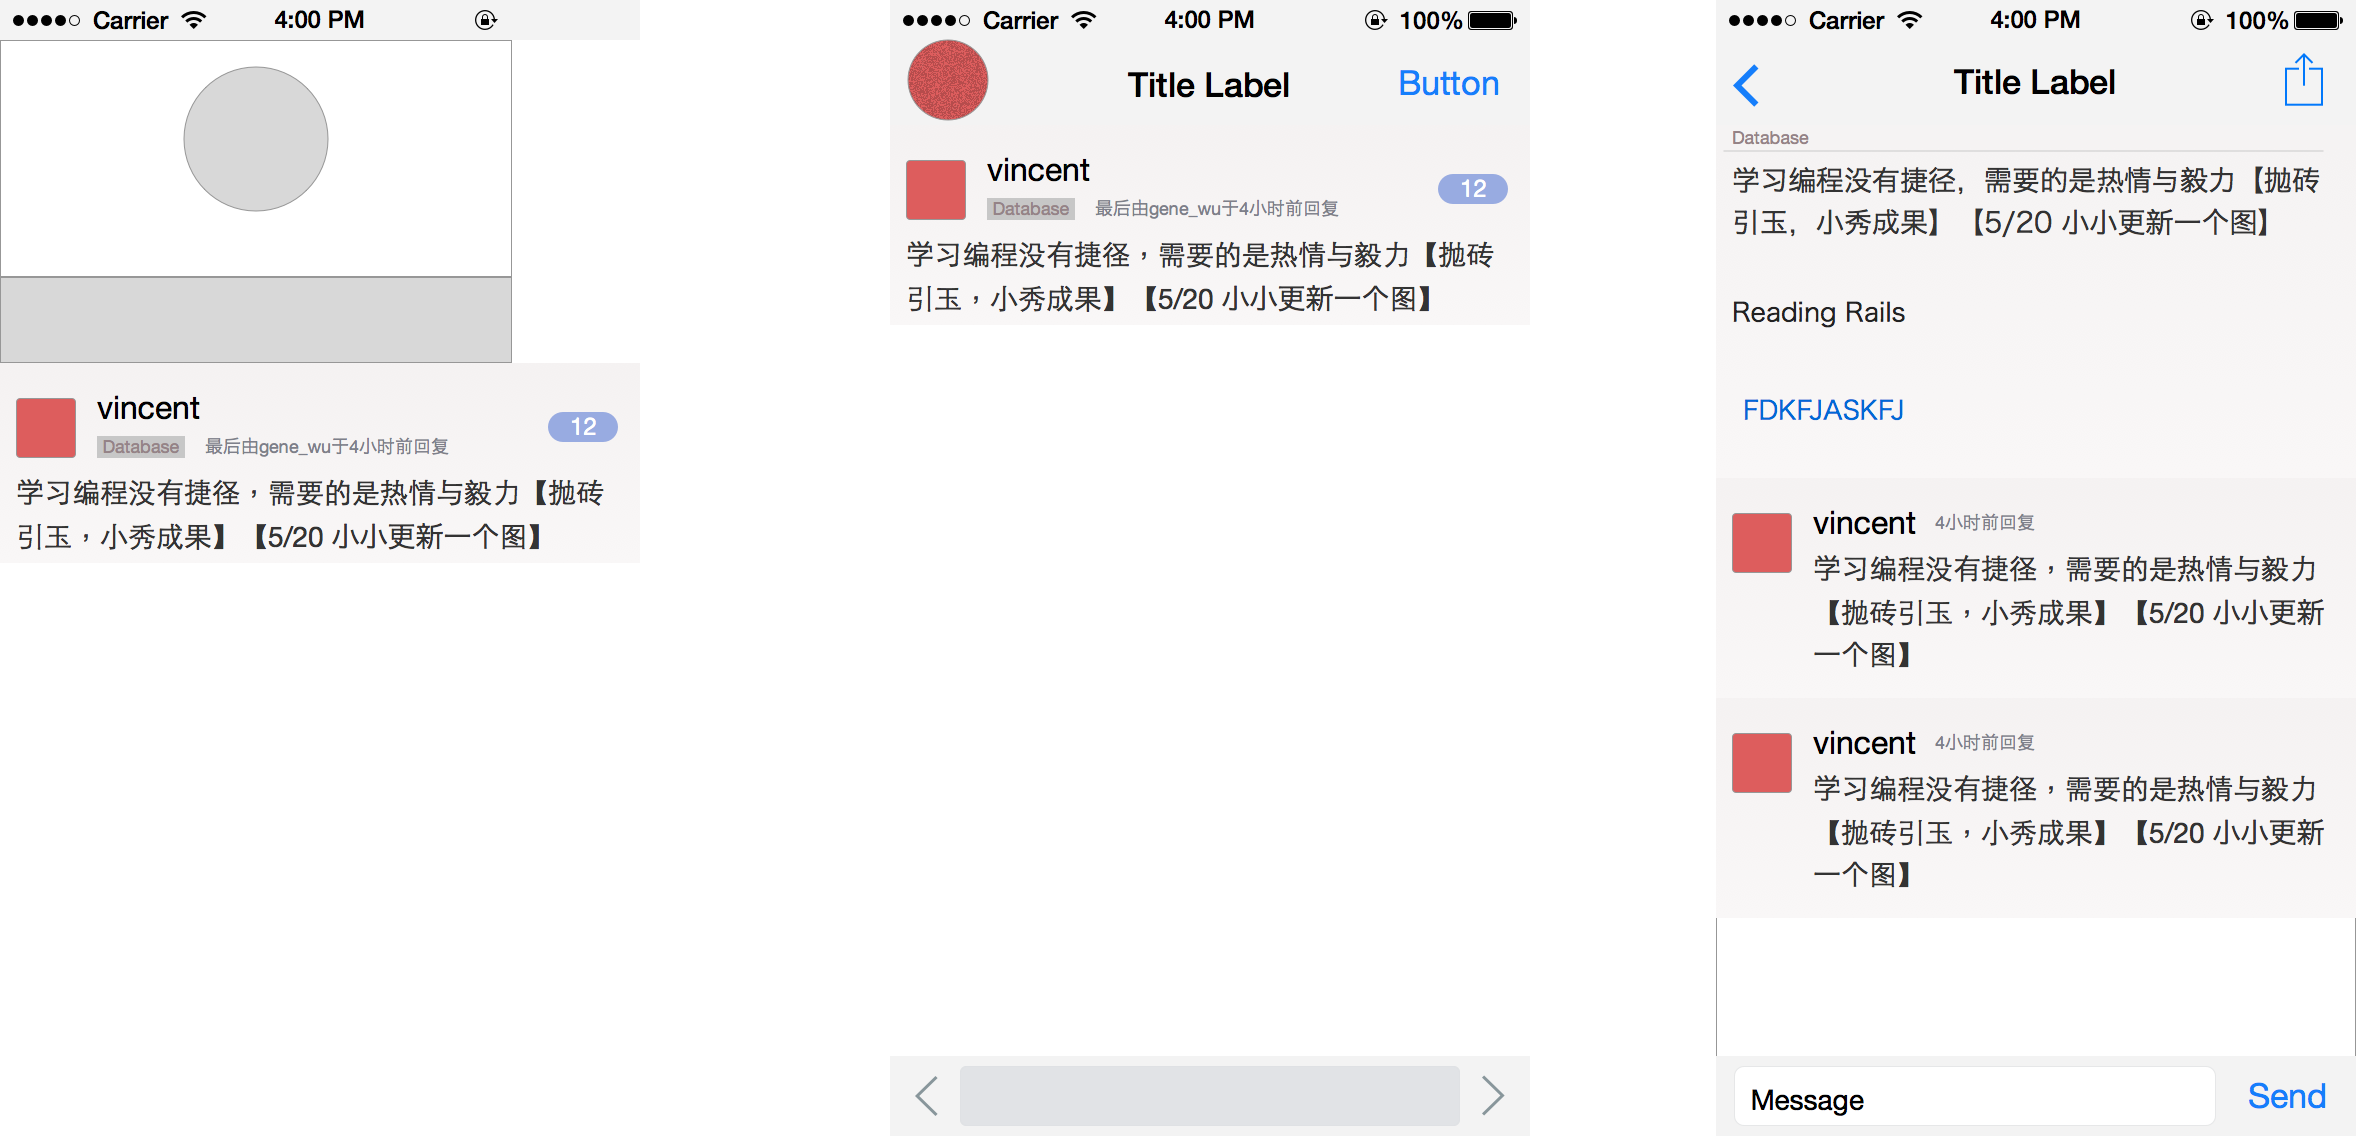 Carrier 4:00 PM
vincent
12
Database 最后由gene_wu于4小时前回复
学习编程没有捷径，需要的是热情与毅力【抛砖
引玉，小秀成果】【5/20 小小更新一个图】
Carrier 4:00 PM 100%
Title Label Button
vincent
12
Database 最后由gene_wu于4小时前回复
学习编程没有捷径，需要的是热情与毅力【抛砖
引玉，小秀成果】【5/20 小小更新一个图】
Carrier 4:00 PM 100%
Title Label
Database
学习编程没有捷径，需要的是热情与毅力【抛砖
引玉，小秀成果】【5/20 小小更新一个图】
Reading Rails
FDKFJASKFJ
vincent 4小时前回复
学习编程没有捷径，需要的是热情与毅力
【抛砖引玉，小秀成果】【5/20 小小更新
一个图】
vincent 4小时前回复
学习编程没有捷径，需要的是热情与毅力
【抛砖引玉，小秀成果】【5/20 小小更新
一个图】
Message Send